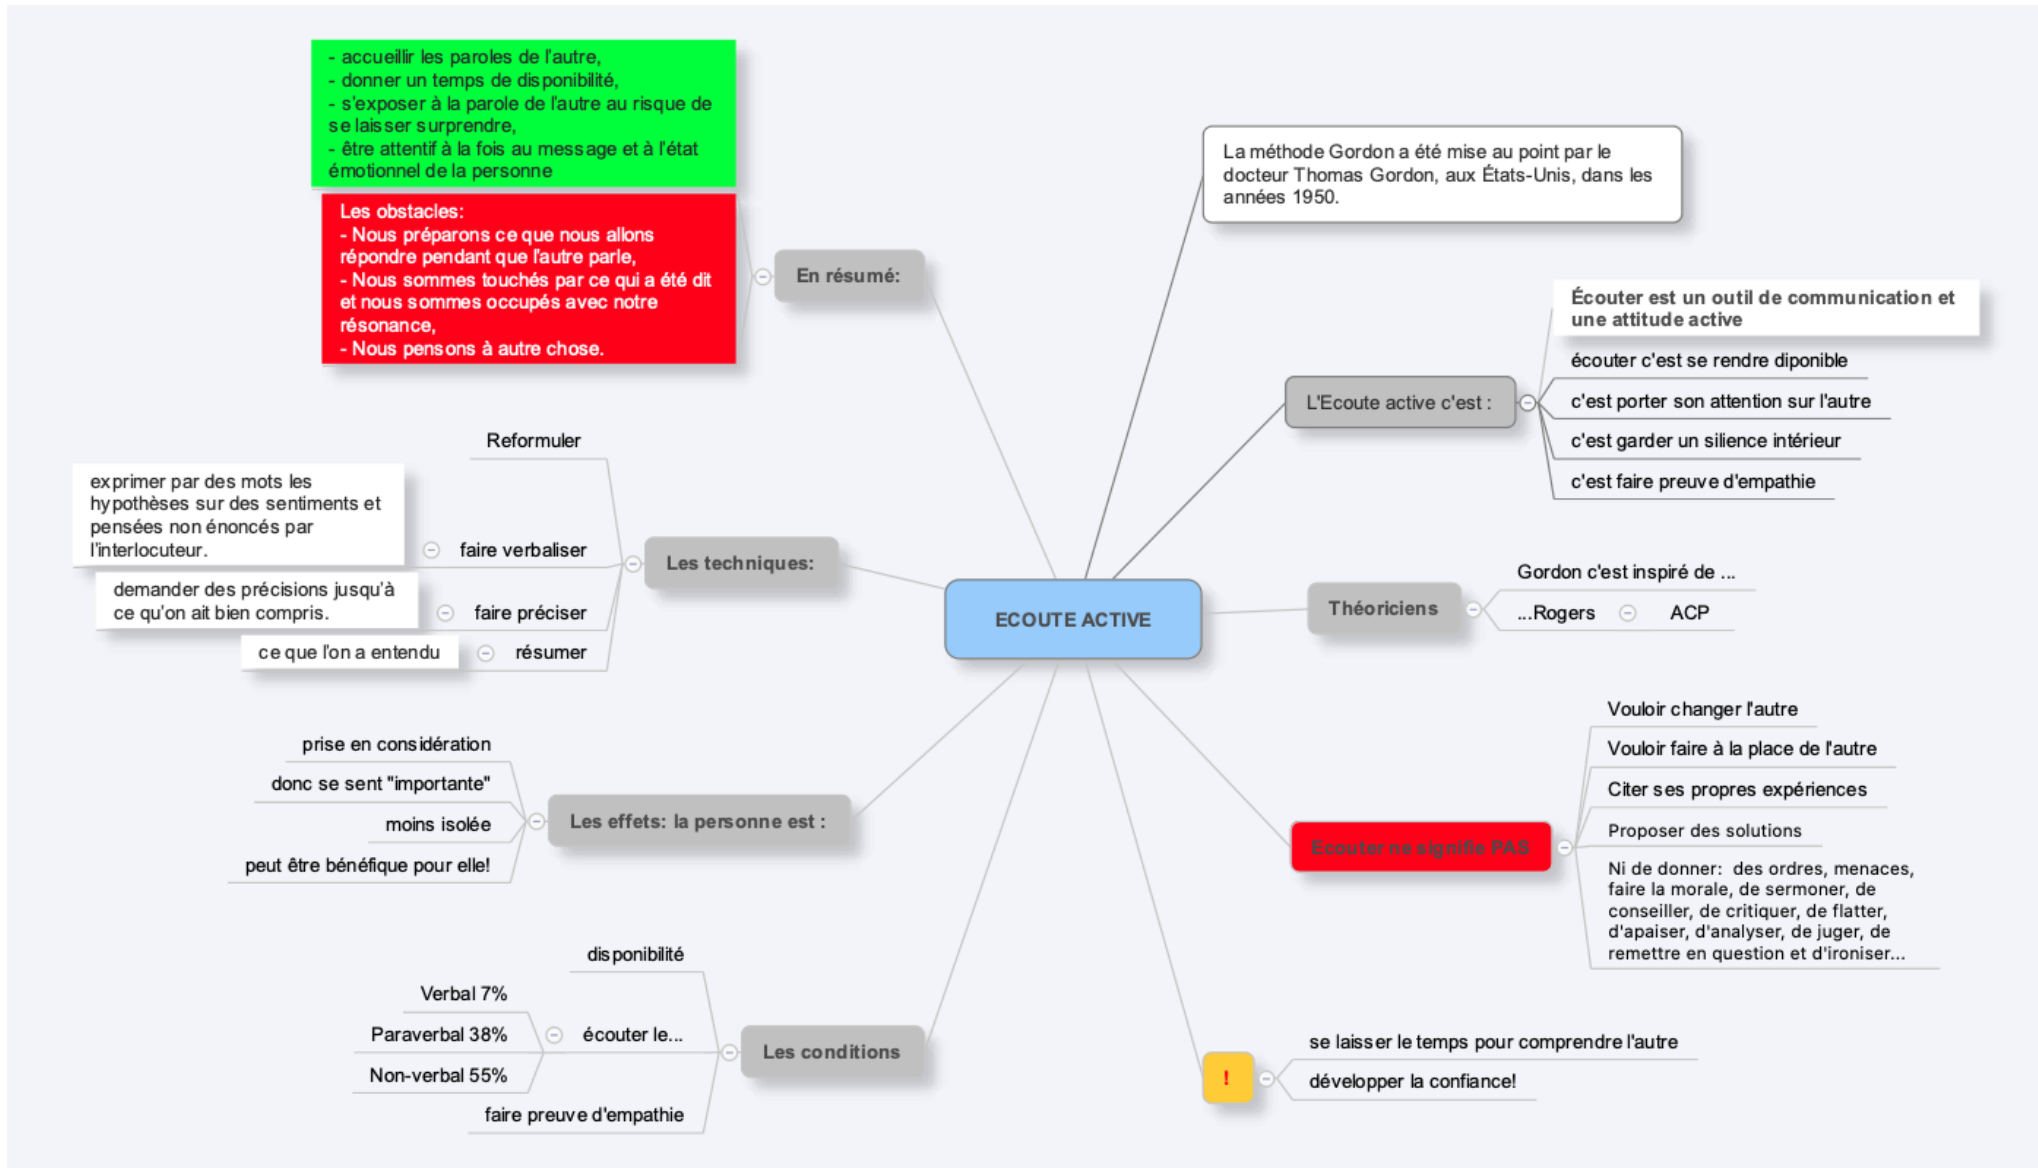 - accueillir les paroles de l'autre,
- donner un temps de disponibilité,
- s'exposer à la parole de l'autre au risque de
se laisser surprendre,
- être attentif à la fois au message et à l'état
émotionnel de la personne
Les obstacles:
- Nous préparons ce que nous allons
répondre pendant que l'autre parle,
- Nous sommes touchés par ce qui a été dit
et nous sommes occupés avec notre
résonance,
- Nous pensons à autre chose.
En résumé:
La méthode Gordon a été mise au point par le
docteur Thomas Gordon, aux États-Unis, dans les
années 1950.
L'Ecoute active c'est :
Écouter est un outil de communication et
une attitude active
écouter c'est se rendre diponible
c'est porter son attention sur l'autre
c'est garder un silience intérieur
c'est faire preuve d'empathie
Reformuler
exprimer par des mots les
hypothèses sur des sentiments et
pensées non énoncés par
l'interlocuteur.
faire verbaliser
demander des précisions jusqu'à
ce qu'on ait bien compris.
faire préciser
ce que l'on a entendu
résumer
Les techniques:
ECOUTE ACTIVE
Théoriciens
Gordon c'est inspiré de ...
...Rogers
ACP
prise en considération
donc se sent "importante"
moins isolée
peut être bénéfique pour elle!
Les effets: la personne est :
Ecouter ne signifie PAS
Vouloir changer l'autre
Vouloir faire à la place de l'autre
Citer ses propres expériences
Proposer des solutions
Ni de donner: des ordres, menaces,
faire la morale, de sermoner, de
conseiller, de critiquer, de flatter,
d'apaiser, d'analyser, de juger, de
remettre en question et d'ironiser...
disponibilité
Verbal 7%
Paraverbal 38%
Non-verbal 55%
écouter le...
faire preuve d'empathie
Les conditions
!
se laisser le temps pour comprendre l'autre
développer la confiance!